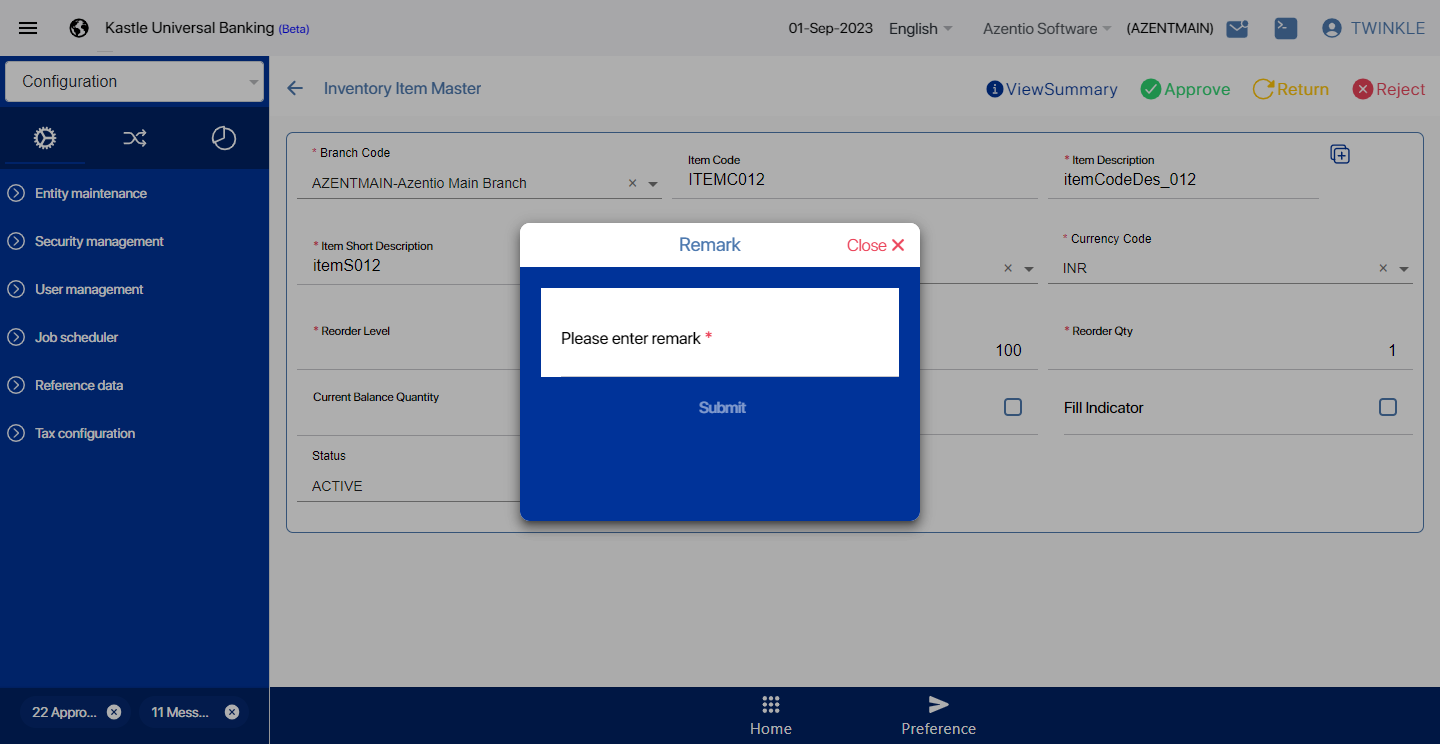 Kastle Universal Banking (Beta)
01-Sep-2023 English Azentio Software (AZENTMAIN) TWINKLE
Configuration
Inventory Item Master
ViewSummary Approve Return Reject
Entity maintenance
Security management
User management
Job scheduler
Reference data
Tax configuration
* Branch Code
AZENTMAIN-Azentio Main Branch
Item Code
ITEMC012
* Item Description
itemCodeDes_012
* Item Short Description
itemS012
* Currency Code
INR
* Reorder Level
100
* Reorder Qty
1
Current Balance Quantity
Fill Indicator
Status
ACTIVE
Remark
Close
Please enter remark *
Submit
22 Appro...
11 Mess...
Home
Preference